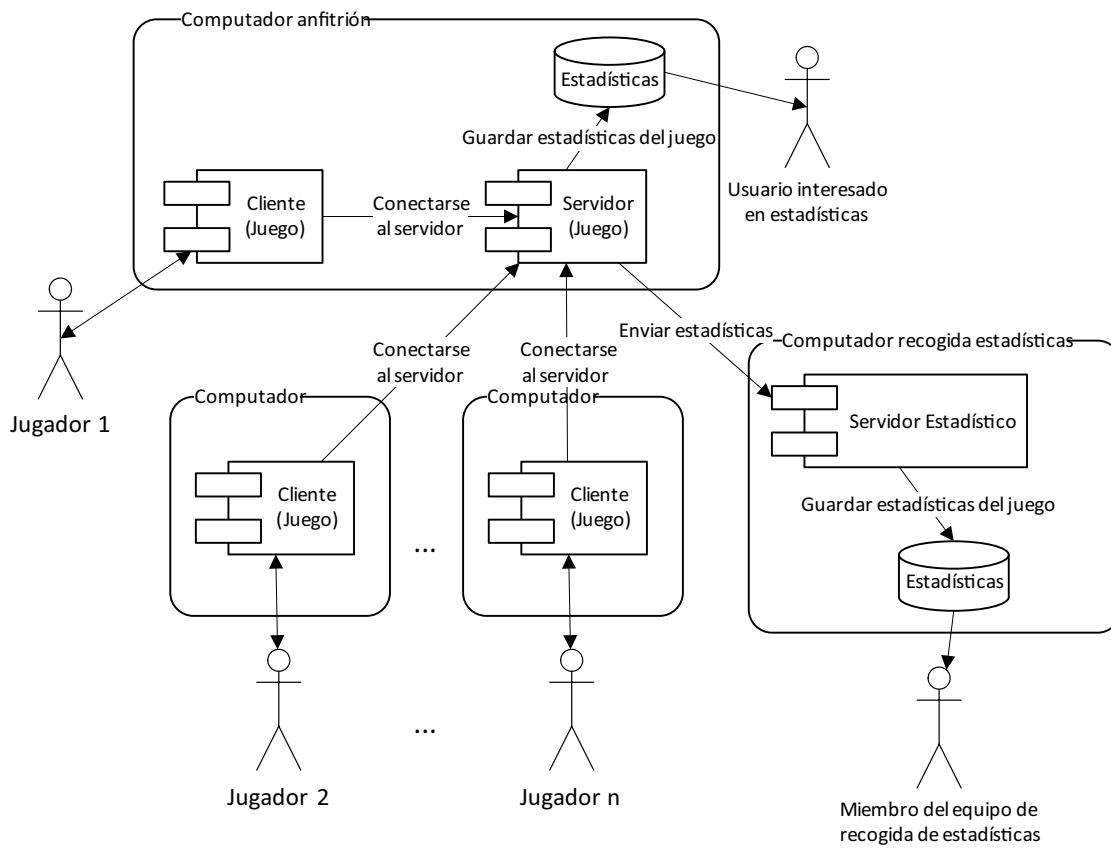 Computador anfitrión
Estadísticas
Guardar estadísticas del juego
Usuario interesado
en estadísticas
Cliente
(Juego)
Conectarse
al servidor
Servidor
(Juego)
Jugador 1
Enviar estadísticas
Conectarse
al servidor
Conectarse
al servidor
Computador recogida estadísticas
Computador
Computador
Servidor Estadístico
Cliente
(Juego)
...
Cliente
(Juego)
Guardar estadísticas del juego
Estadísticas
...
Jugador 2
Jugador n
Miembro del equipo de
recogida de estadísticas